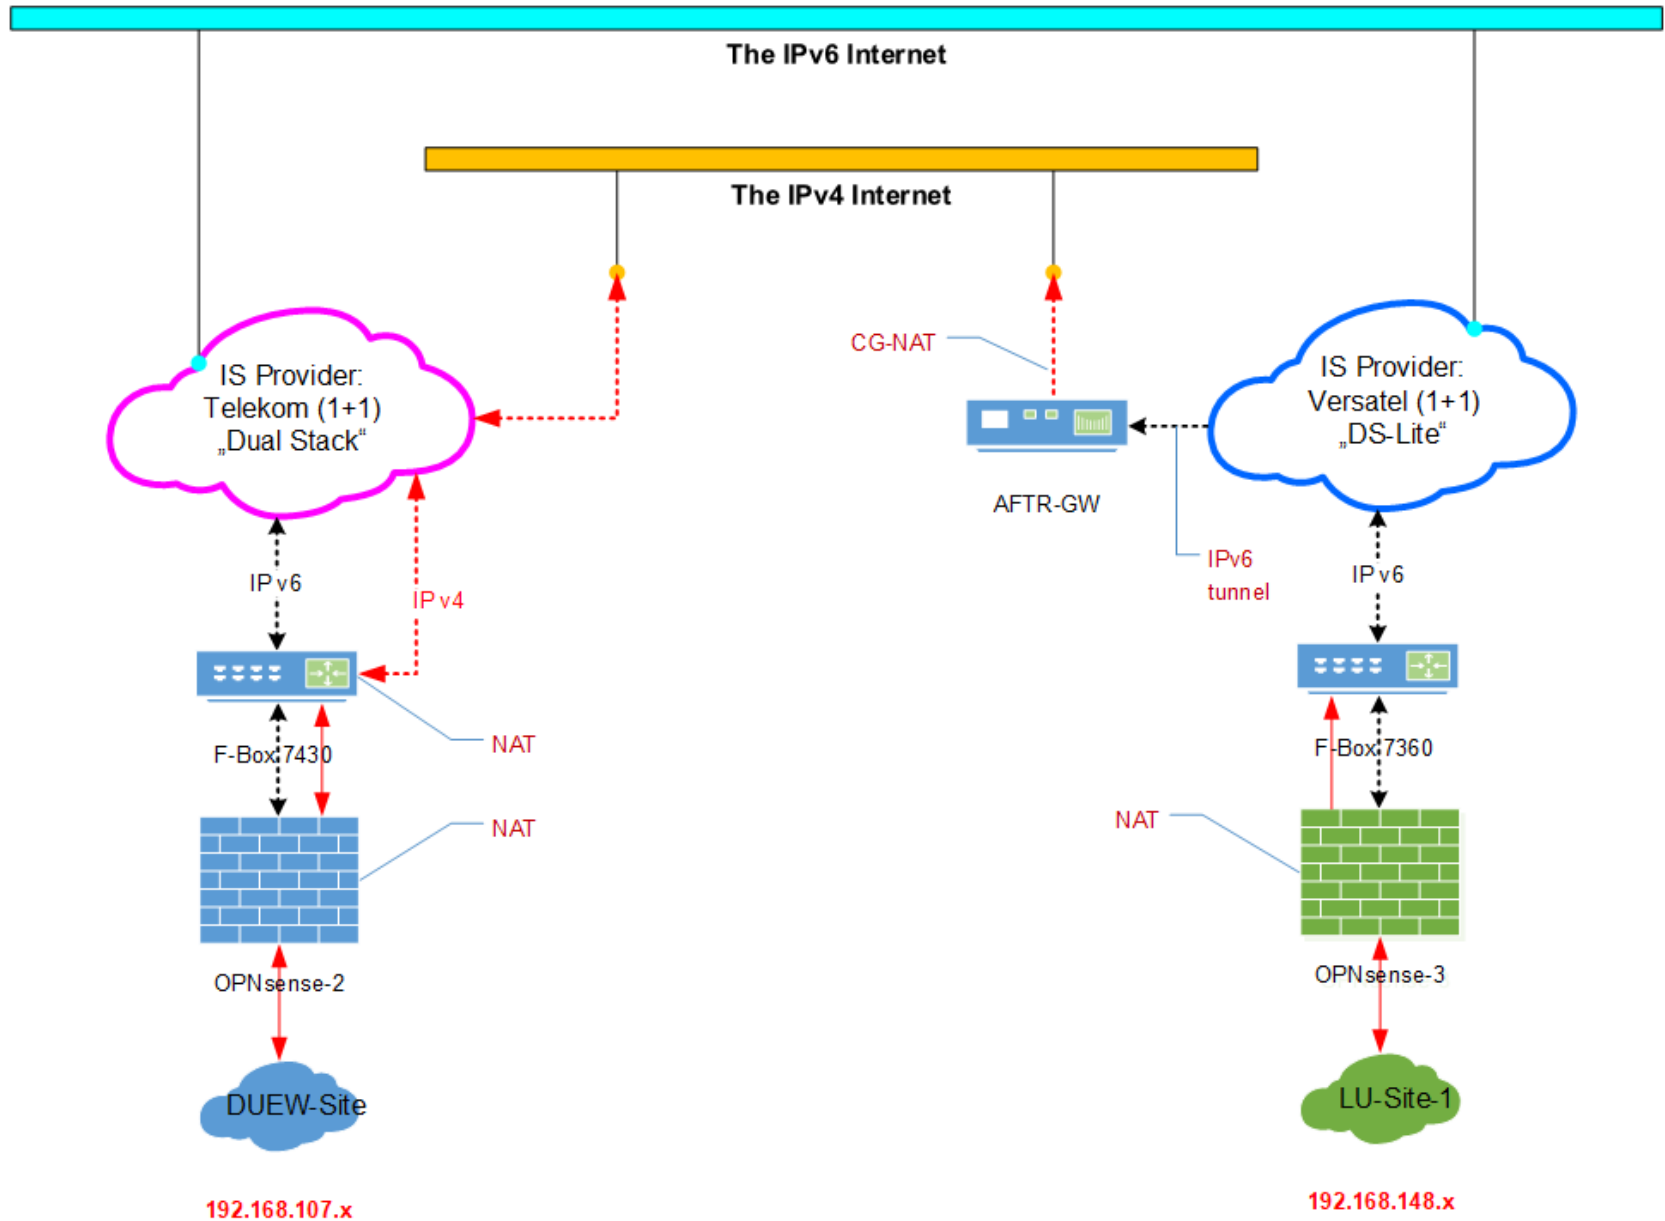 The IPv6 Internet
The IPv4 Internet
IS Provider:
Telekom (1+1)
„Dual Stack“
CG-NAT
IS Provider:
Versatel (1+1)
„DS-Lite“
AFTR-GW
IPv6
tunnel
IPv6
IPv4
IPv6
F-Box 7430
NAT
F-Box 7360
NAT
NAT
OPNsense-2
OPNsense-3
DUEW-Site
LU-Site-1
192.168.107.x
192.168.148.x